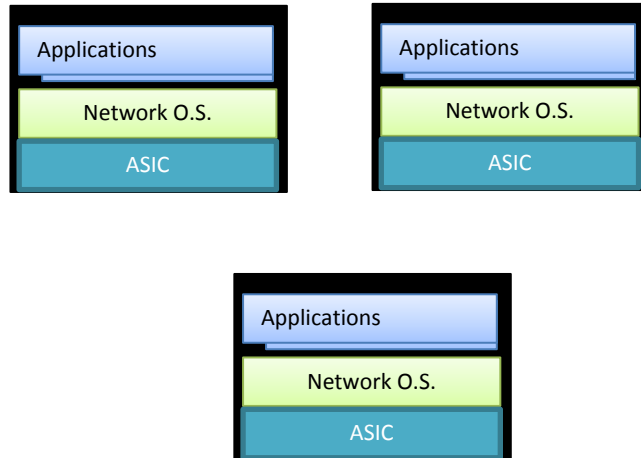 Applications
Network O.S.
ASIC
Applications
Network O.S.
ASIC
Applications
Network O.S.
ASIC